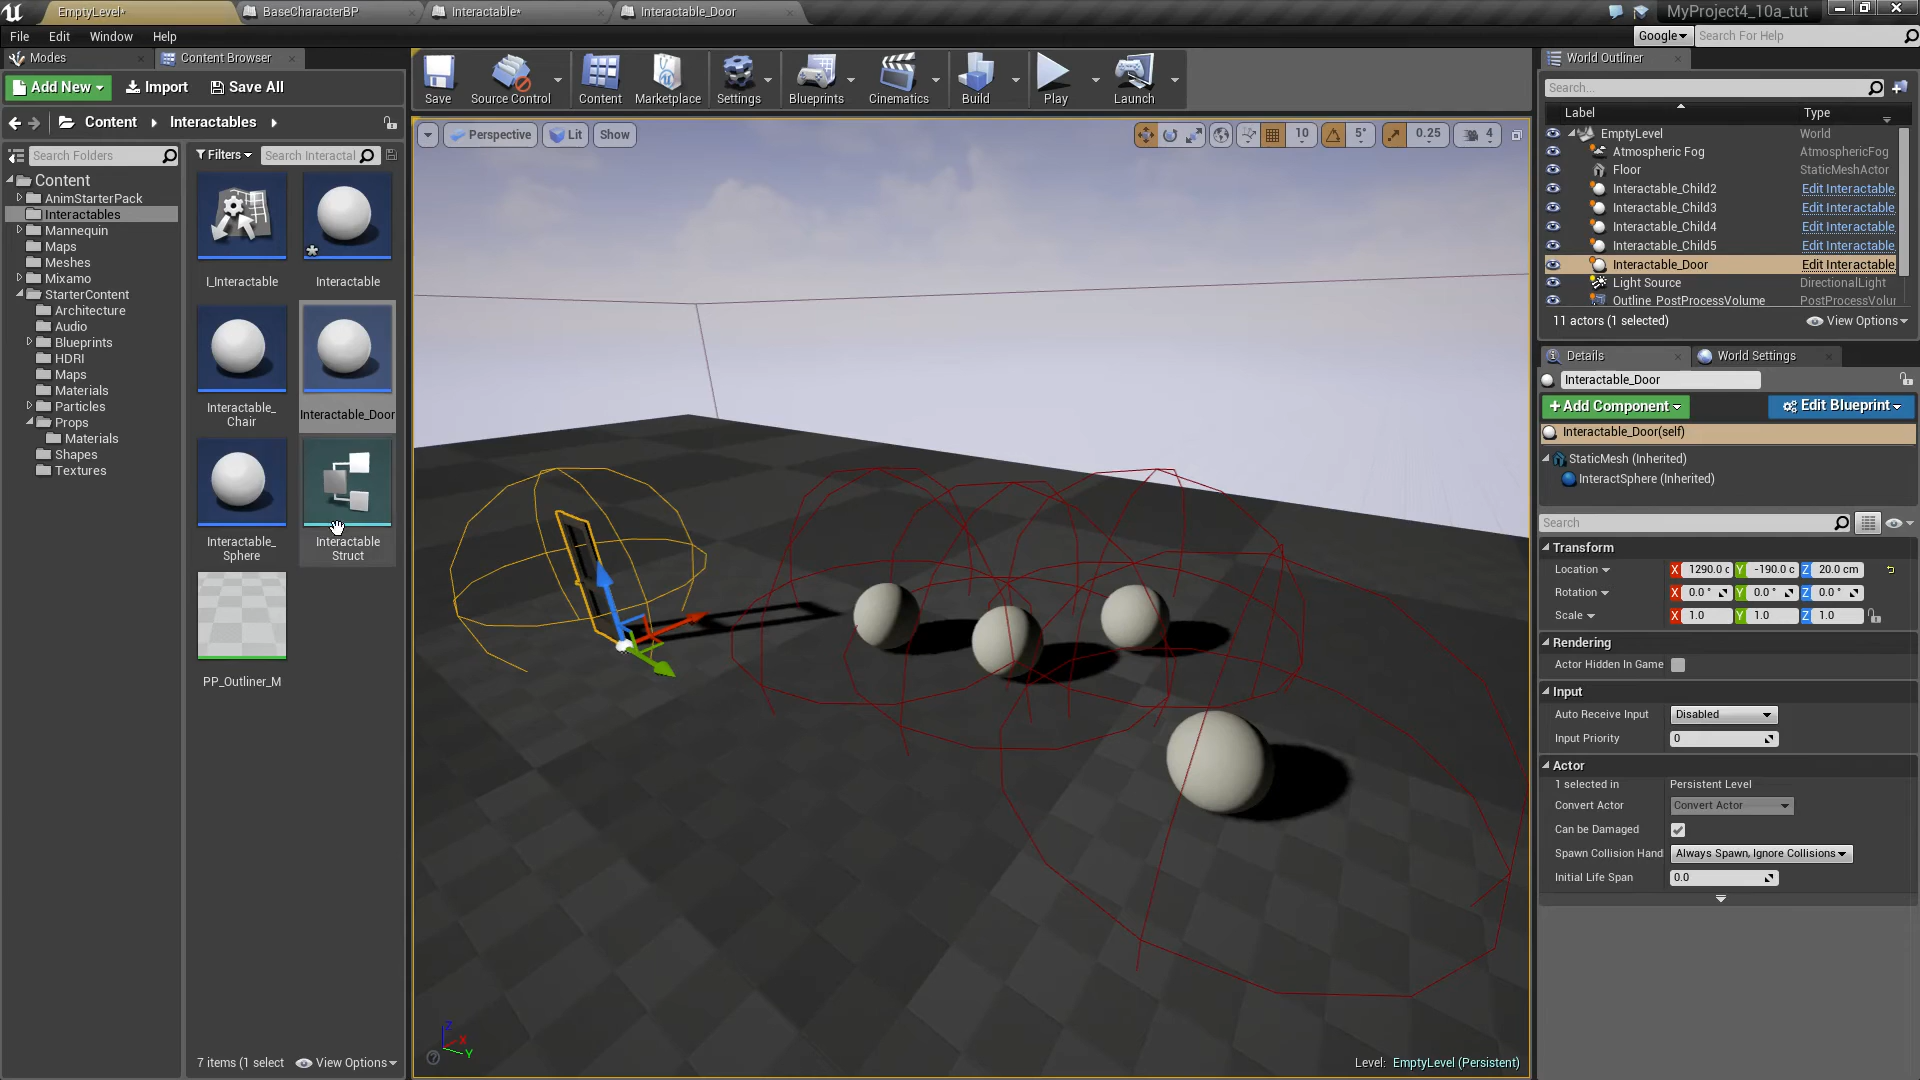 EmptyLevel*
BaseCharacterBP
Interactable*
Interactable_Door
MyProject4_10a_tut
File Edit Window Help
Google
Search For Help
Modes
Content Browser
World Outliner
Add New
Import
Save All
Save
Source Control
Content
Marketplace
Settings
Blueprints
Cinematics
Build
Play
Launch
Content Interactables
Search Folders
Filters
Search Interactal
Content
AnimStarterPack
Interactables
Mannequin
Maps
Meshes
Mixamo
StarterContent
Architecture
Audio
Blueprints
HDRI
Maps
Materials
Particles
Props
Materials
Shapes
Textures
I_Interactable
Interactable
Interactable_
Chair
Interactable_Door
Interactable_
Sphere
Interactable
Struct
PP_Outliner_M
7 items (1 select
View Options
Perspective
Lit
Show
10
5°
0.25
4
Z
X
Y
Level: EmptyLevel (Persistent)
Search...
Label Type
EmptyLevel World
Atmospheric Fog AtmosphericFog
Floor StaticMeshActor
Interactable_Child2 Edit Interactable
Interactable_Child3 Edit Interactable
Interactable_Child4 Edit Interactable
Interactable_Child5 Edit Interactable
Interactable_Door Edit Interactable
Light Source DirectionalLight
Outline PostProcessVolume PostProcessVolur
11 actors (1 selected)
View Options
Details
World Settings
Interactable_Door
+Add Component
Edit Blueprint
Interactable_Door(self)
StaticMesh (Inherited)
InteractSphere (Inherited)
Search
Transform
Location X 1290.0 c Y -190.0 c Z 20.0 cm
Rotation X 0.0 ° Y 0.0 ° Z 0.0 °
Scale X 1.0 Y 1.0 Z 1.0
Rendering
Actor Hidden In Game
Input
Auto Receive Input Disabled
Input Priority 0
Actor
1 selected in Persistent Level
Convert Actor Convert Actor
Can be Damaged
Spawn Collision Hand Always Spawn, Ignore Collisions
Initial Life Span 0.0